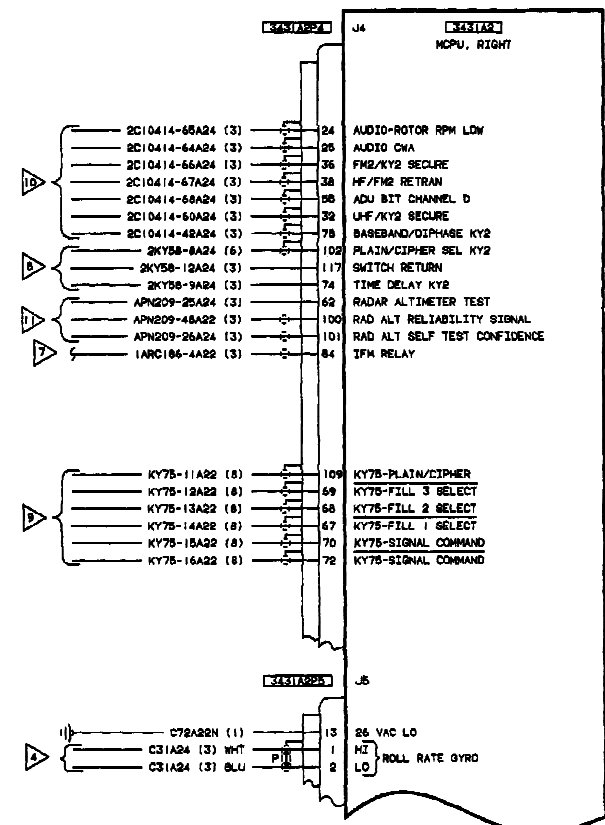 3431A2P4 J4 3431A2
MCPU, RIGHT
2C10414-65A24 (3) 24 AUDIO-ROTOR RPM LOW
2C10414-64A24 (3) 25 AUDIO CWA
2C10414-66A24 (3) 36 FM2/KY2 SECURE
10 2C10414-67A24 (3) 38 HF/FM2 RETRAN
2C10414-68A24 (3) ADU BIT CHANNEL D
2C10414-60A24 (3) 32 UHF/KY2 SECURE
2C10414-42A24 (3) BASEBAND/DIPHASE KY2
2KY58-8A24 (6) 102 PLAIN/CIPHER SEL KY2
2KY58-12A24 (3) 117 SWITCH RETURN
2KY58-9A24 (3) 74 TIME DELAY KY2
APN209-25A24 (3) 62 RADAR ALTIMETER TEST
11 APN209-48A22 (3) 100 RAD ALT RELIABILITY SIGNAL
APN209-26A24 (3) 101 RAD ALT SELF TEST CONFIDENCE
7 1ARC186-4A22 (3) 84 IFM RELAY
KY75-11A22 (8) 109 KY75-PLAIN/CIPHER
KY75-12A22 (8) 69 KY75-FILL 3 SELECT
KY75-13A22 (8) 68 KY75-FILL 2 SELECT
9 KY75-14A22 (8) 67 KY75-FILL 1 SELECT
KY75-15A22 (8) 70 KY75-SIGNAL COMMAND
KY75-16A22 (8) 72 KY75-SIGNAL COMMAND
3431A2P5 J5
C72A22N (1) 13 26 VAC LO
4 C31A24 (3) WHT P 1 HI ROLL RATE GYRO
C31A24 (3) BLU 2 LO